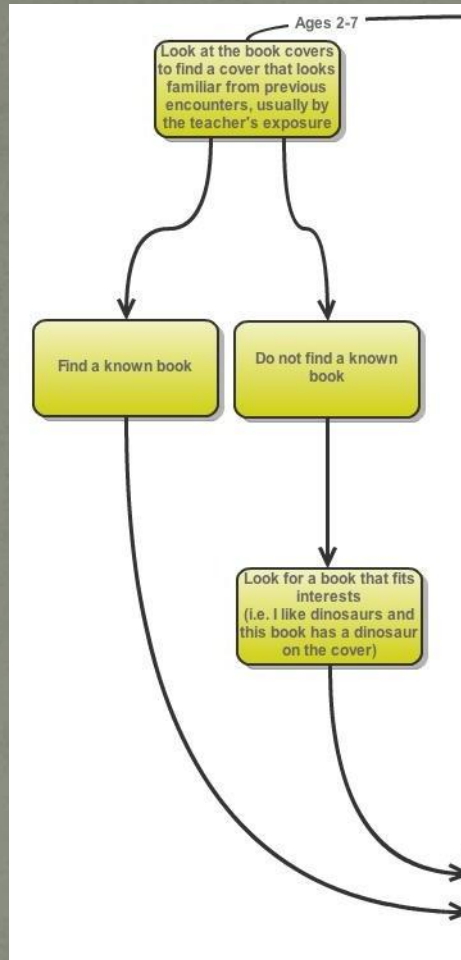 Ages 2-7
Look at the book covers
to find a cover that looks
familiar from previous
encounters, usually by
the teacher's exposure
Find a known book
Do not find a known
book
Look for a book that fits
interests
(i.e. I like dinosaurs and
this book has a dinosaur
on the cover)